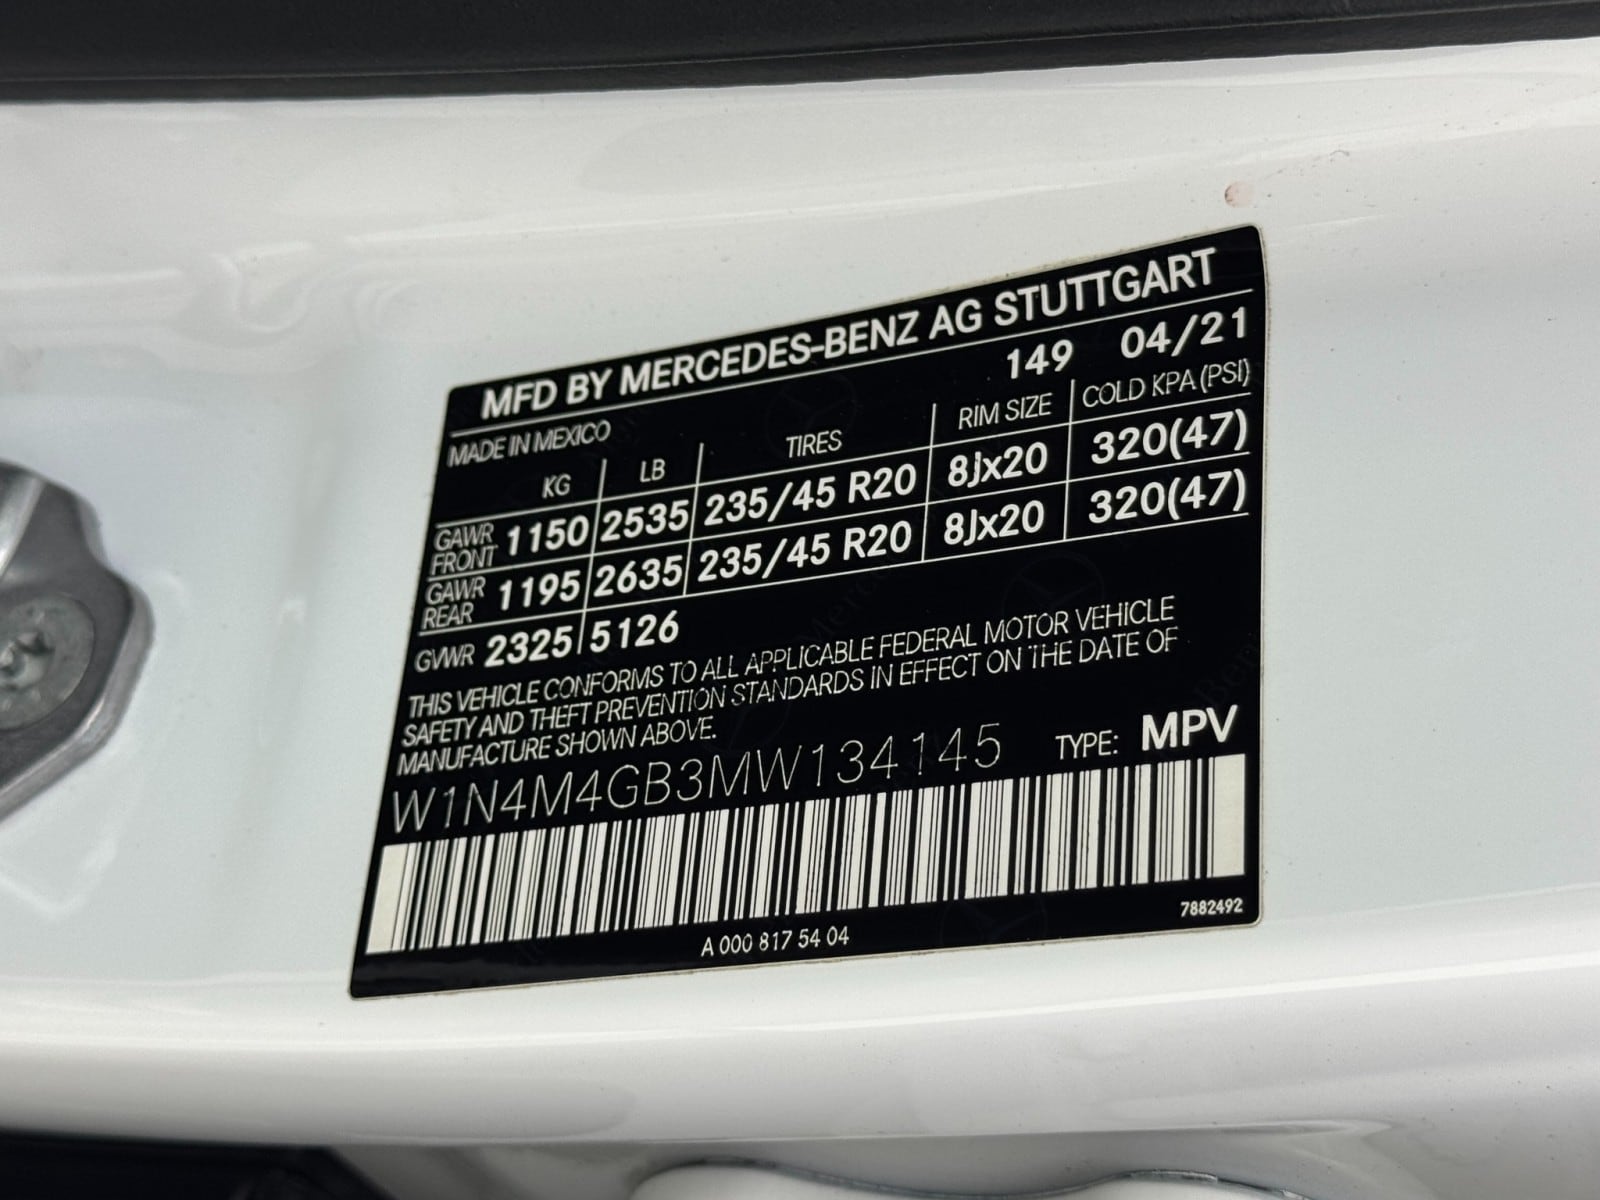 MFD BY MERCEDES-BENZ AG STUTTGART
MADE IN MEXICO 149 04/21
KG LB TIRES RIM SIZE COLD KPA (PSI)
GAWR FRONT 1150 2535 235/45 R20 8Jx20 320(47)
GAWR REAR 1195 2635 235/45 R20 8Jx20 320(47)
GVWR 2325 5126
THIS VEHICLE CONFORMS TO ALL APPLICABLE FEDERAL MOTOR VEHICLE
SAFETY AND THEFT PREVENTION STANDARDS IN EFFECT ON THE DATE OF
MANUFACTURE SHOWN ABOVE.
W1N4M4GB3MW134145 TYPE: MPV
7882492
A 000 817 54 04